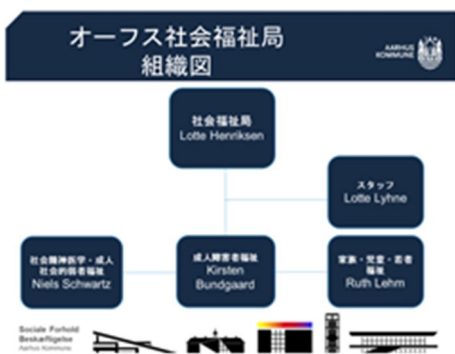 オーフス社会福祉局
組織図
AARHUS
KOMMUNE
社会福祉局
Lotte Henriksen
スタッフ
Lotte Lyhne
社会精神医学・成人
社会的弱者福祉
Niels Schwartz
成人障害者福祉
Kirsten
Bundgaard
家族・児童・若者
福祉
Ruth Lehm
Sociale Forhold
Beskæftigelse
Aarhus Kommune